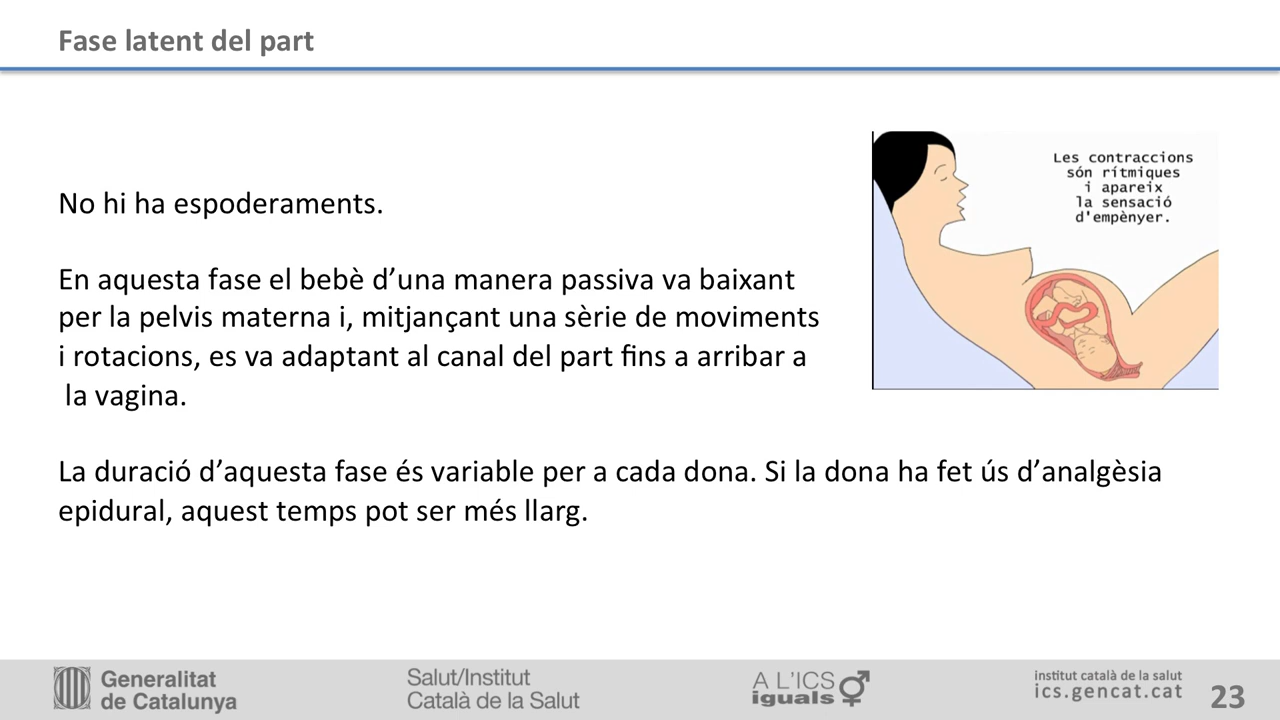 Fase latent del part
No hi ha espoderaments.
En aquesta fase el bebè d’una manera passiva va baixant
per la pelvis materna i, mitjançant una sèrie de moviments
i rotacions, es va adaptant al canal del part fins a arribar a
la vagina.
Les contraccions
són rítmiques
i apareix
la sensació
d'empènyer.
La duració d’aquesta fase és variable per a cada dona. Si la dona ha fet ús d’analgèsia
epidural, aquest temps pot ser més llarg.
Generalitat
de Catalunya
Salut/Institut
Català de la Salut
A L'ICS
iguals
institut català de la salut
ics.gencat.cat
23